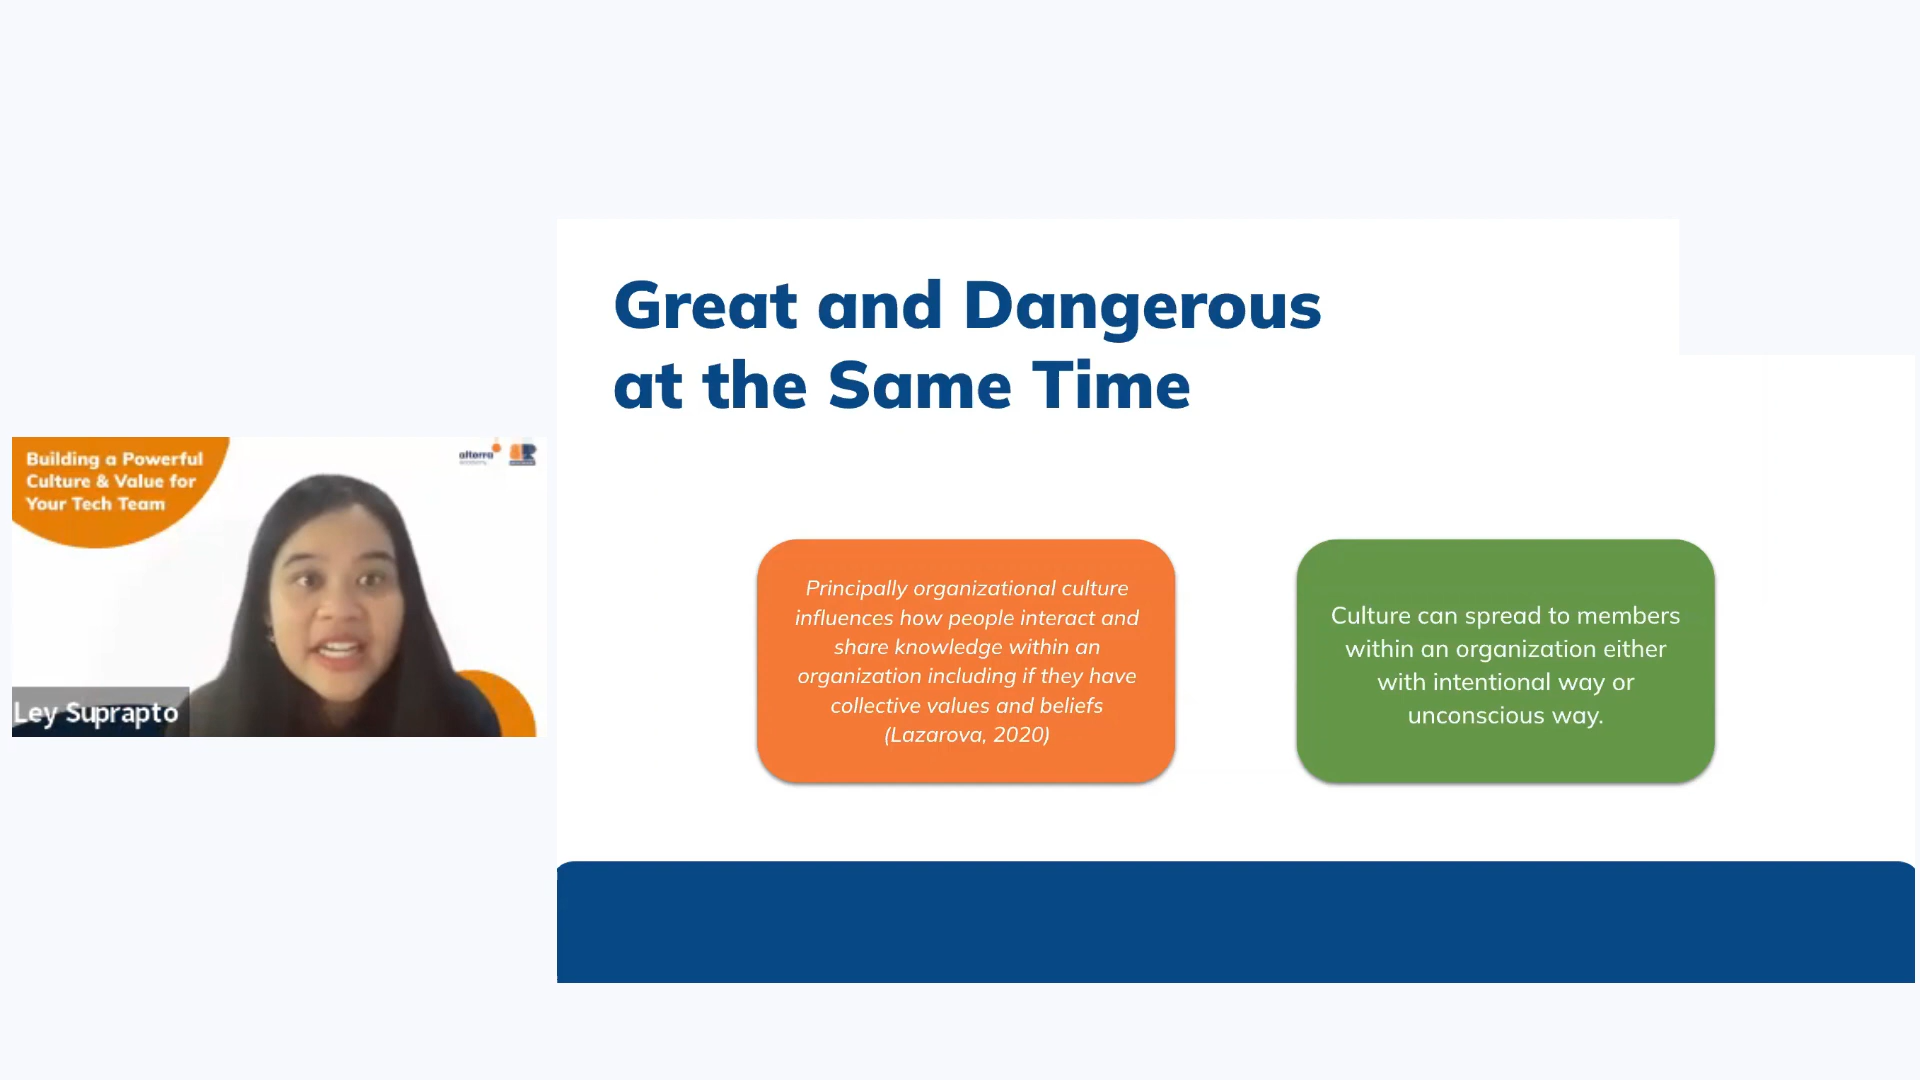 Great and Dangerous
at the Same Time
Building a Powerful
Culture & Value for
Your Tech Team
alterra
Ley Suprapto
Principally organizational culture
influences how people interact and
share knowledge within an
organization including if they have
collective values and beliefs
(Lazarova, 2020)
Culture can spread to members
within an organization either
with intentional way or
unconscious way.